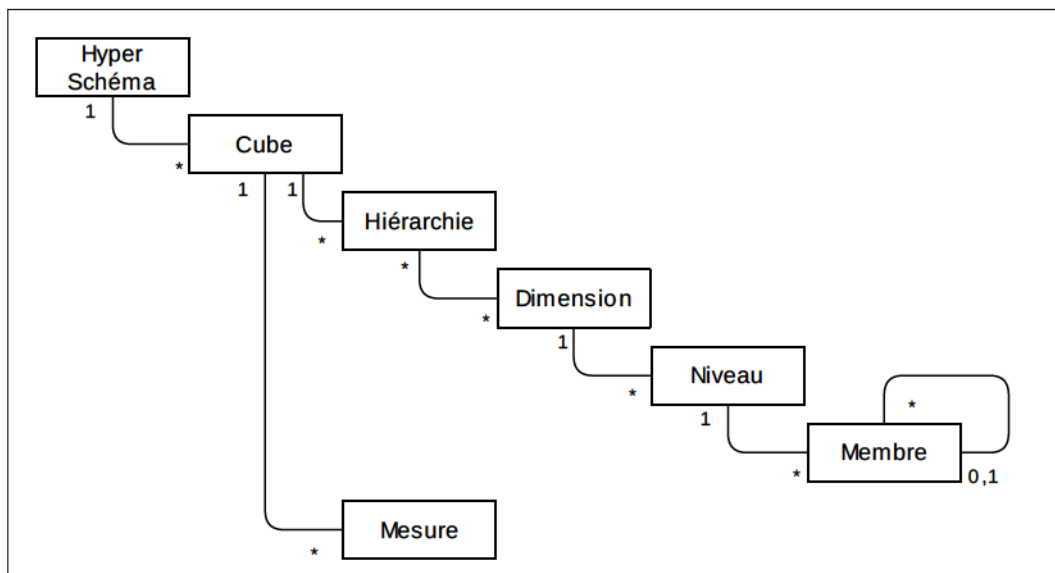 Hyper
Schéma
1
*
Cube
1
1
*
Hiérarchie
*
*
Dimension
1
*
Niveau
1
*
*
Membre
0,1
*
Mesure